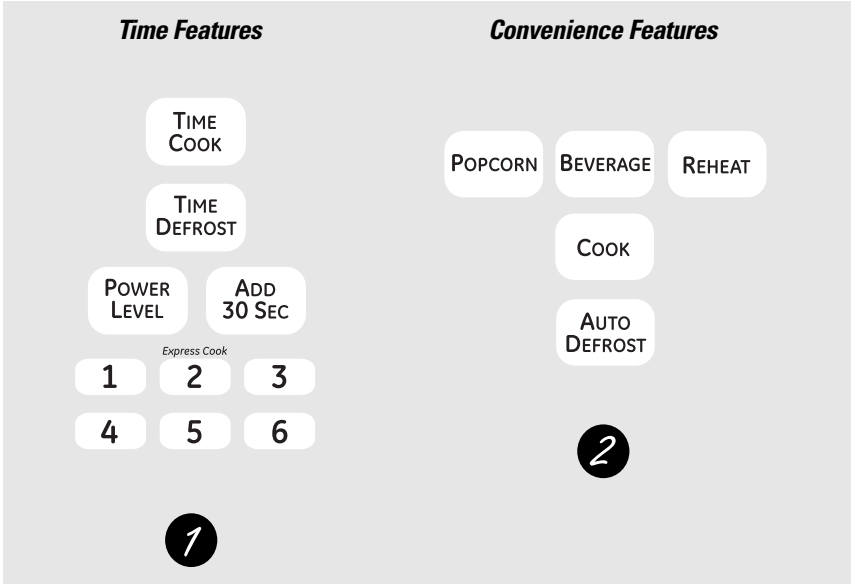 Time Features
TIME
COOK
TIME
DEFROST
POWER
LEVEL
ADD
30 SEC
Express Cook
1 2 3
4 5 6
1
Convenience Features
POPCORN BEVERAGE REHEAT
COOK
AUTO
DEFROST
2